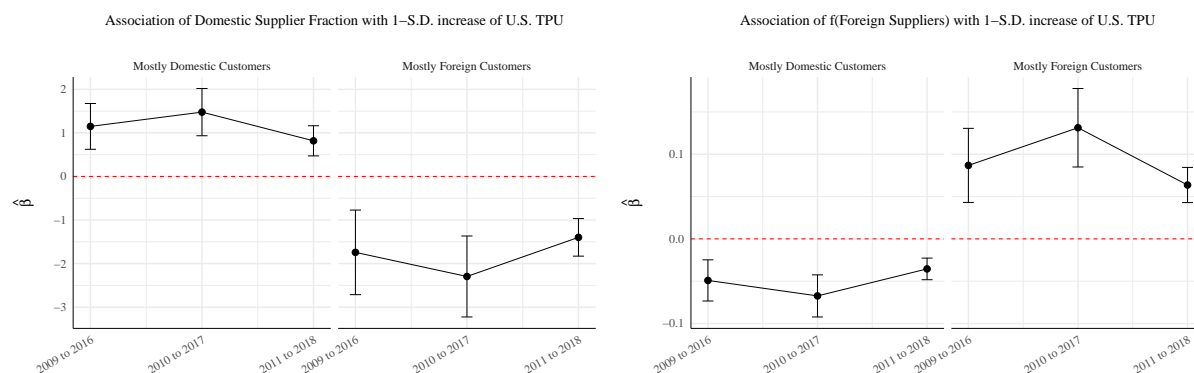 Association of Domestic Supplier Fraction with 1−S.D. increase of U.S. TPU
Mostly Domestic Customers
Mostly Foreign Customers
2
1
0
−1
−2
−3
β̂
2009 to 2016
2010 to 2017
2011 to 2018
2009 to 2016
2010 to 2017
2011 to 2018
Association of f(Foreign Suppliers) with 1−S.D. increase of U.S. TPU
Mostly Domestic Customers
Mostly Foreign Customers
0.1
0.0
−0.1
β̂
2009 to 2016
2010 to 2017
2011 to 2018
2009 to 2016
2010 to 2017
2011 to 2018